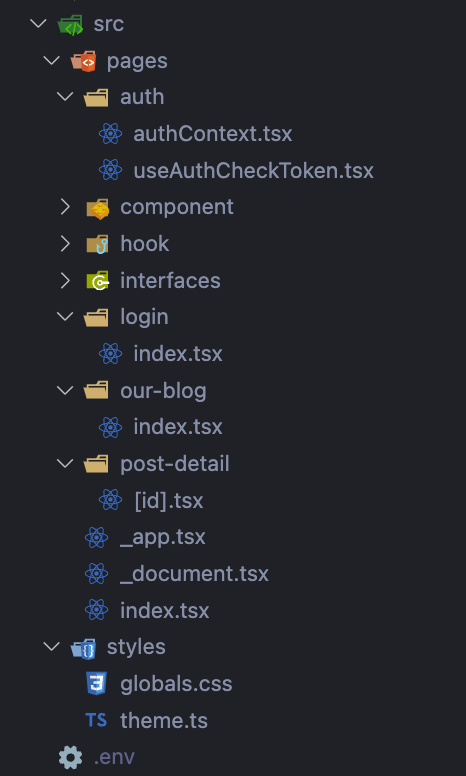 src
pages
auth
authContext.tsx
useAuthCheckToken.tsx
component
hook
interfaces
login
index.tsx
our-blog
index.tsx
post-detail
[id].tsx
_app.tsx
_document.tsx
index.tsx
styles
globals.css
TS theme.ts
.env